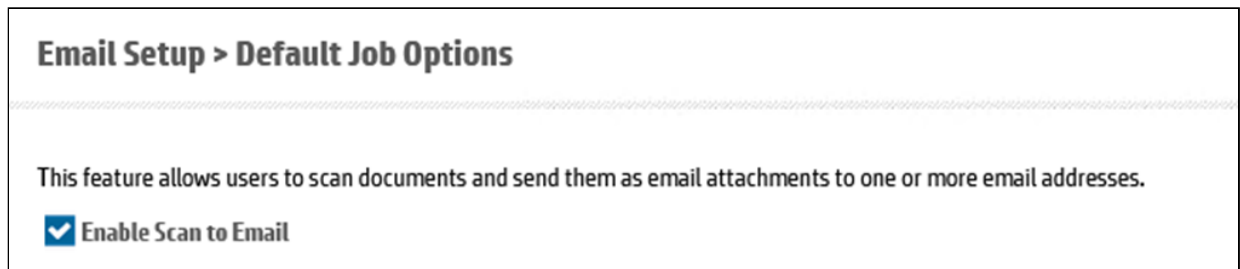 Email Setup > Default Job Options
This feature allows users to scan documents and send them as email attachments to one or more email addresses.
Enable Scan to Email